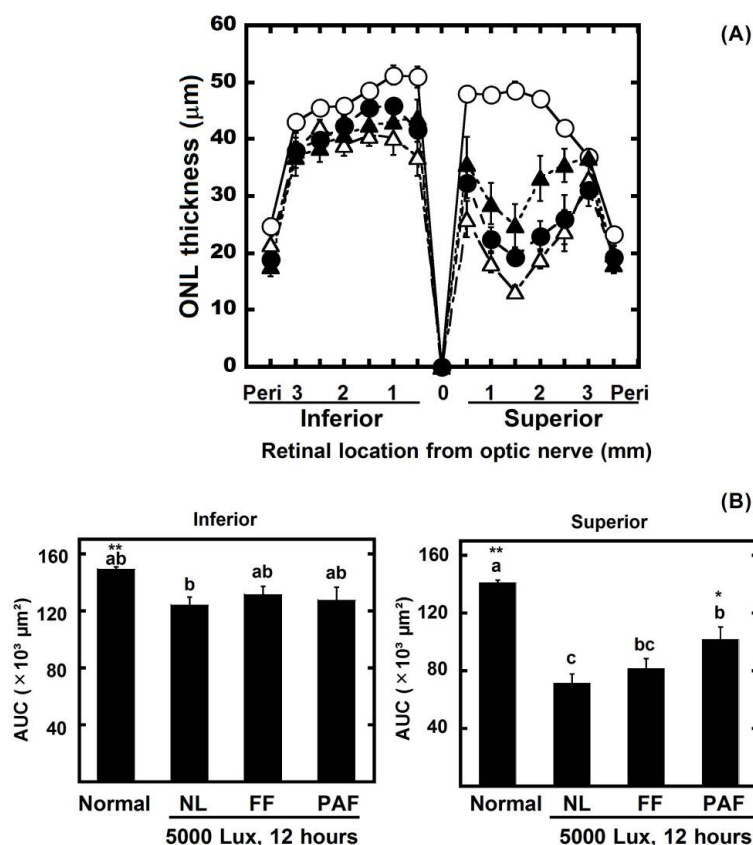 (A)
ONL thickness (μm)
60
50
40
30
20
10
0
Peri 3 2 1 0 1 2 3 Peri
Inferior Superior
Retinal location from optic nerve (mm)
(B)
Inferior
AUC (×10³ μm²)
160
120
80
40
**
ab
b
ab
ab
Normal NL FF PAF
5000 Lux, 12 hours
Superior
AUC (×10³ μm²)
160
120
80
40
**
a
c
bc
*
b
Normal NL FF PAF
5000 Lux, 12 hours